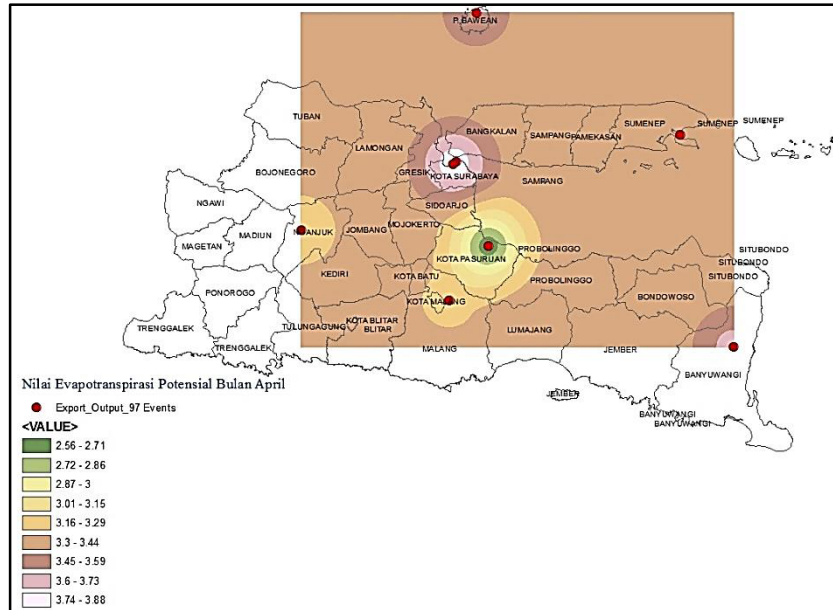 P. BAWEAN
TUBAN
LAMONGAN
BANGKALAN
SAMPANG
PAMEKASAN
SUMENEP
SUMENEP
SUMENEP
BOJONEGORO
GRESIK
KOTA SURABAYA
SAMPANG
NGAWI
SIDOARJO
NGANJUK
JOMBANG
MOJOKERTO
MAGETAN
MADIUN
KOTA PASURUAN
PROBOLINGGO
SITUBONDO
SITUBONDO
SITUBONDO
KEDIRI
KOTA BATU
PROBOLINGGO
BONDOWOSO
PONOROGO
KOTA MALANG
TRENGGALEK
TULUNGAGUNG
KOTA BLITAR
BLITAR
LUMAJANG
TRENGGALEK
MALANG
JEMBER
BANYUWANGI
JEMBER
BANYUWANGI
BANYUWANGI
Nilai Evapotranspirasi Potensial Bulan April
Export_Output_97 Events
<VALUE>
2.56 - 2.71
2.72 - 2.86
2.87 - 3
3.01 - 3.15
3.16 - 3.29
3.3 - 3.44
3.45 - 3.59
3.6 - 3.73
3.74 - 3.88